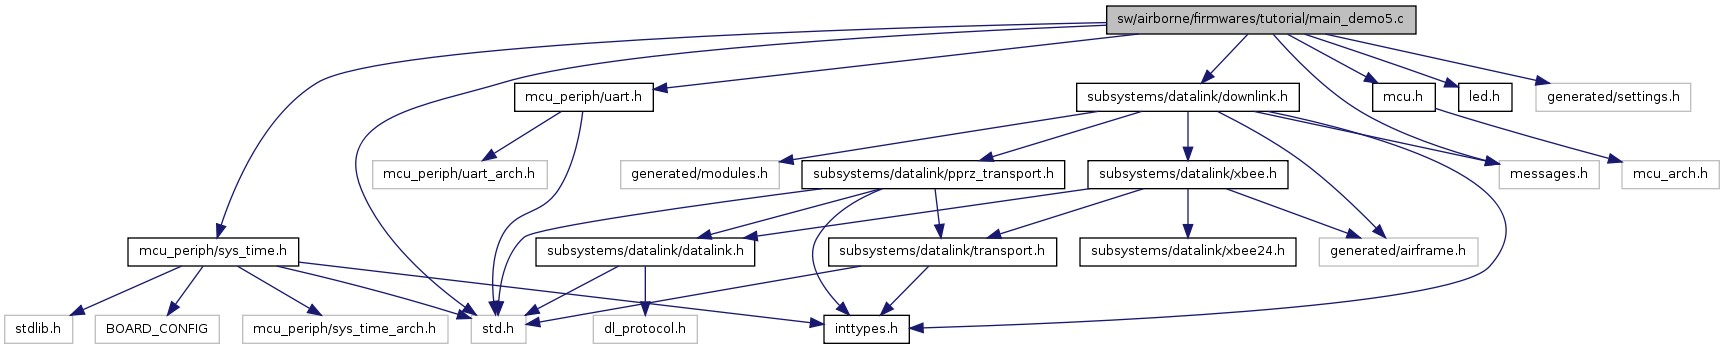 sw/airborne/firmwares/tutorial/main_demo5.c
mcu_periph/uart.h
subsystems/datalink/downlink.h
mcu.h
led.h
generated/settings.h
mcu_periph/uart_arch.h
generated/modules.h
subsystems/datalink/pprz_transport.h
subsystems/datalink/xbee.h
messages.h
mcu_arch.h
mcu_periph/sys_time.h
subsystems/datalink/datalink.h
subsystems/datalink/transport.h
subsystems/datalink/xbee24.h
generated/airframe.h
stdlib.h
BOARD_CONFIG
mcu_periph/sys_time_arch.h
std.h
dl_protocol.h
inttypes.h